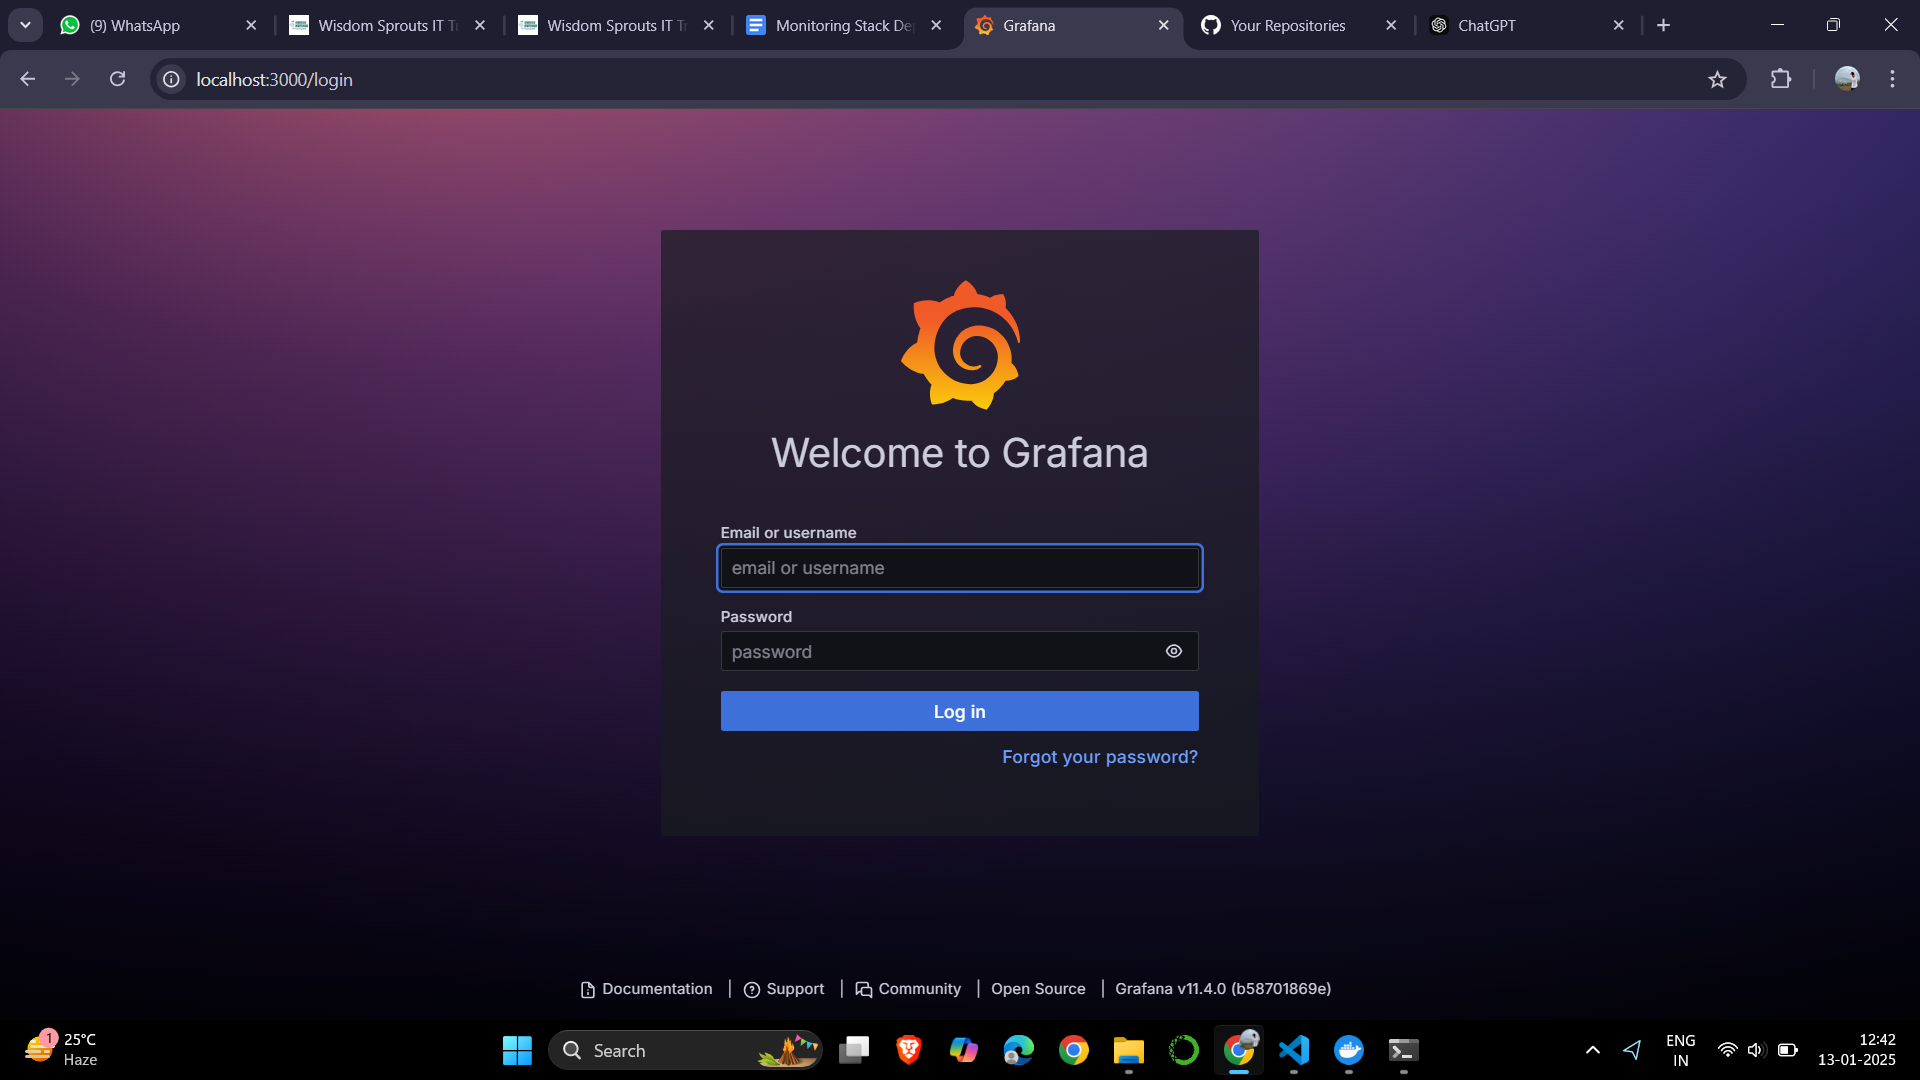 (9) WhatsApp
Wisdom Sprouts IT Tr
Wisdom Sprouts IT Tr
Monitoring Stack De
Grafana
Your Repositories
ChatGPT
localhost:3000/login
Welcome to Grafana
Email or username
email or username
Password
password
Log in
Forgot your password?
Documentation | Support | Community | Open Source | Grafana v11.4.0 (b58701869e)
1
25°C
Haze
Search
ENG
IN
12:42
13-01-2025